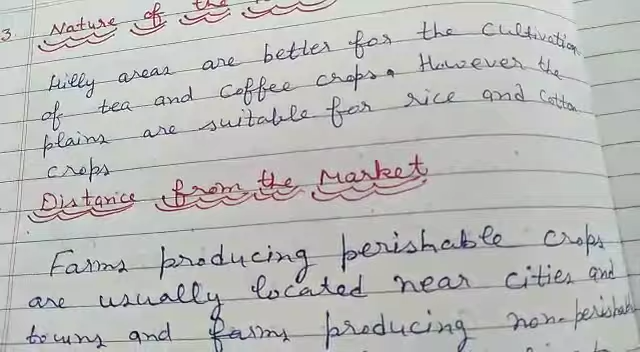 3. Nature of the
Hilly areas are better for the cultivation
of tea and coffee crops. However the
plains are suitable for rice and cotton
crops
Distance from the Market
Farms producing perishable crops
are usually located near cities and
towns and farms producing non-perishable